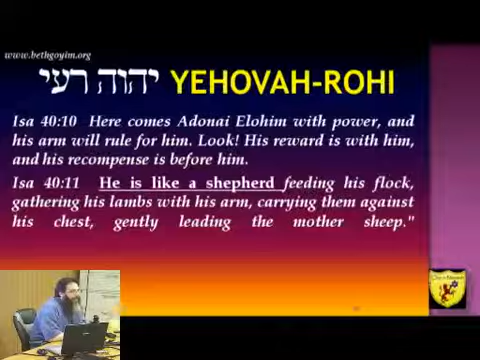 www.bethgoyim.org
יהוה רעי YEHOVAH-ROHI
Isa 40:10 Here comes Adonai Elohim with power, and
his arm will rule for him. Look! His reward is with him,
and his recompense is before him.
Isa 40:11 He is like a shepherd feeding his flock,
gathering his lambs with his arm, carrying them against
his chest, gently leading the mother sheep."